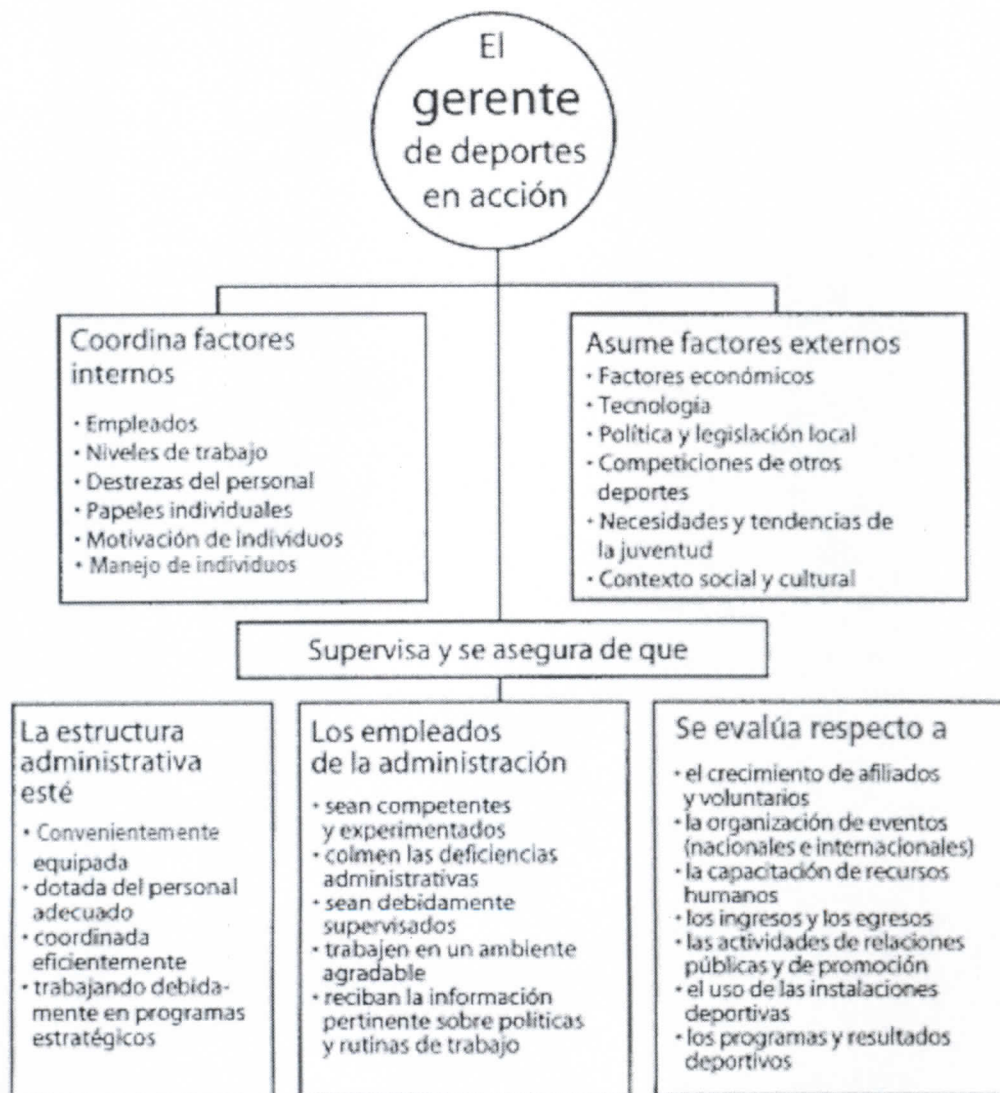 El
gerente
de deportes
en acción
Coordina factores
internos
• Empleados
• Niveles de trabajo
• Destrezas del personal
• Papeles individuales
• Motivación de individuos
• Manejo de individuos
Asume factores externos
• Factores económicos
• Tecnología
• Política y legislación local
• Competiciones de otros
deportes
• Necesidades y tendencias de
la juventud
• Contexto social y cultural
Supervisa y se asegura de que
La estructura
administrativa
esté
• Convenientemente
equipada
• dotada del personal
adecuado
• coordinada
eficientemente
• trabajando debida-
mente en programas
estratégicos
Los empleados
de la administración
• sean competentes
y experimentados
• colmen las deficiencias
administrativas
• sean debidamente
supervisados
• trabajen en un ambiente
agradable
• reciban la información
pertinente sobre políticas
y rutinas de trabajo
Se evalúa respecto a
• el crecimiento de afiliados
y voluntarios
• la organización de eventos
(nacionales e internacionales)
• la capacitación de recursos
humanos
• los ingresos y los egresos
• las actividades de relaciones
públicas y de promoción
• el uso de las instalaciones
deportivas
• los programas y resultados
deportivos